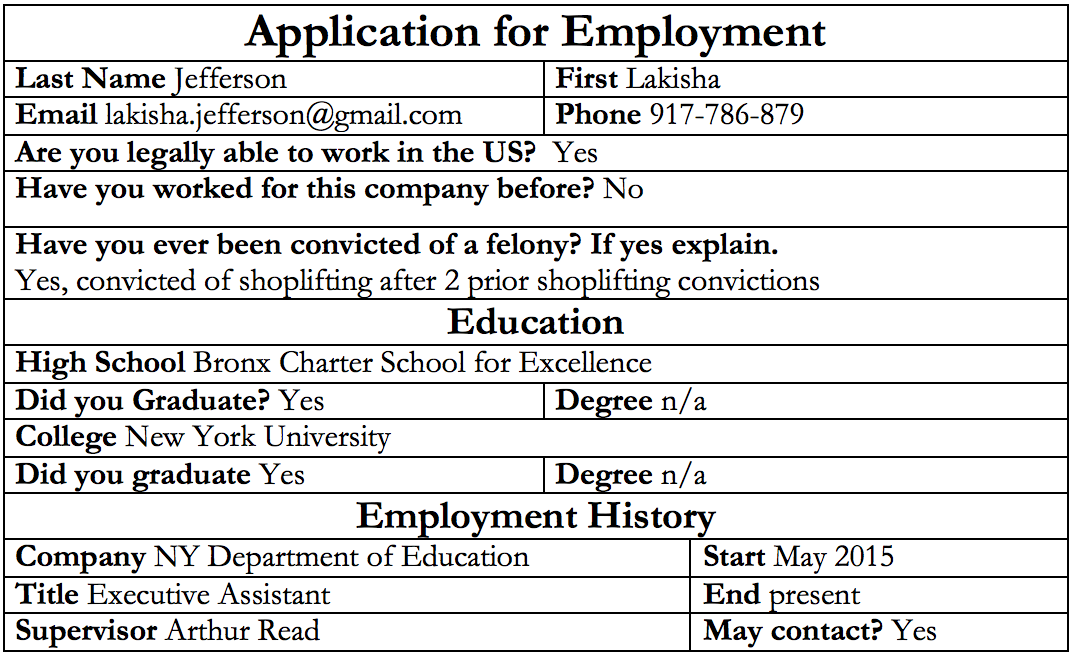 Application for Employment
Last Name Jefferson
First Lakisha
Email lakisha.jefferson@gmail.com
Phone 917-786-879
Are you legally able to work in the US? Yes
Have you worked for this company before? No
Have you ever been convicted of a felony? If yes explain.
Yes, convicted of shoplifting after 2 prior shoplifting convictions
Education
High School Bronx Charter School for Excellence
Did you Graduate? Yes
Degree n/a
College New York University
Did you graduate Yes
Degree n/a
Employment History
Company NY Department of Education
Start May 2015
Title Executive Assistant
End present
Supervisor Arthur Read
May contact? Yes